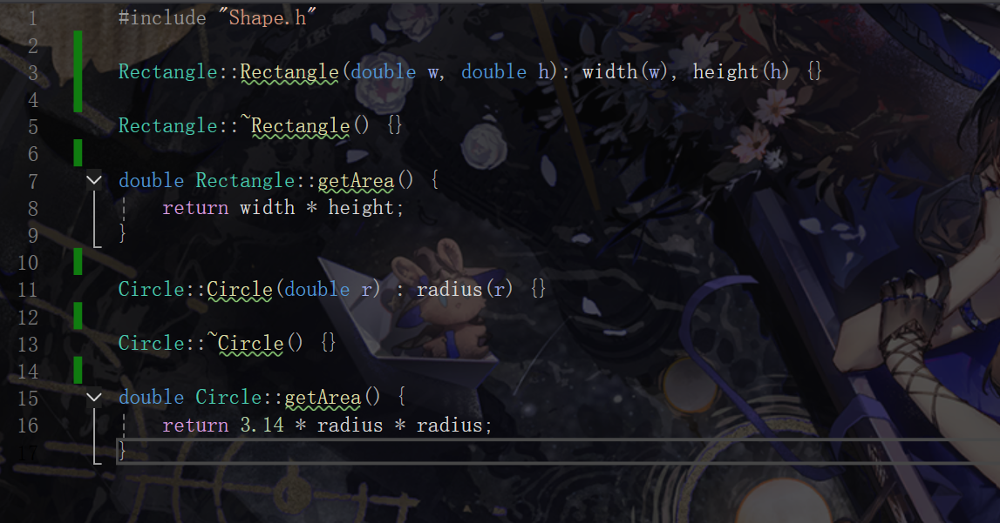 1 #include "Shape.h"
2
3 Rectangle::Rectangle(double w, double h): width(w), height(h) {}
4
5 Rectangle::~Rectangle() {}
6
7 double Rectangle::getArea() {
8 return width * height;
9 }
10
11 Circle::Circle(double r) : radius(r) {}
12
13 Circle::~Circle() {}
14
15 double Circle::getArea() {
16 return 3.14 * radius * radius;
17 }